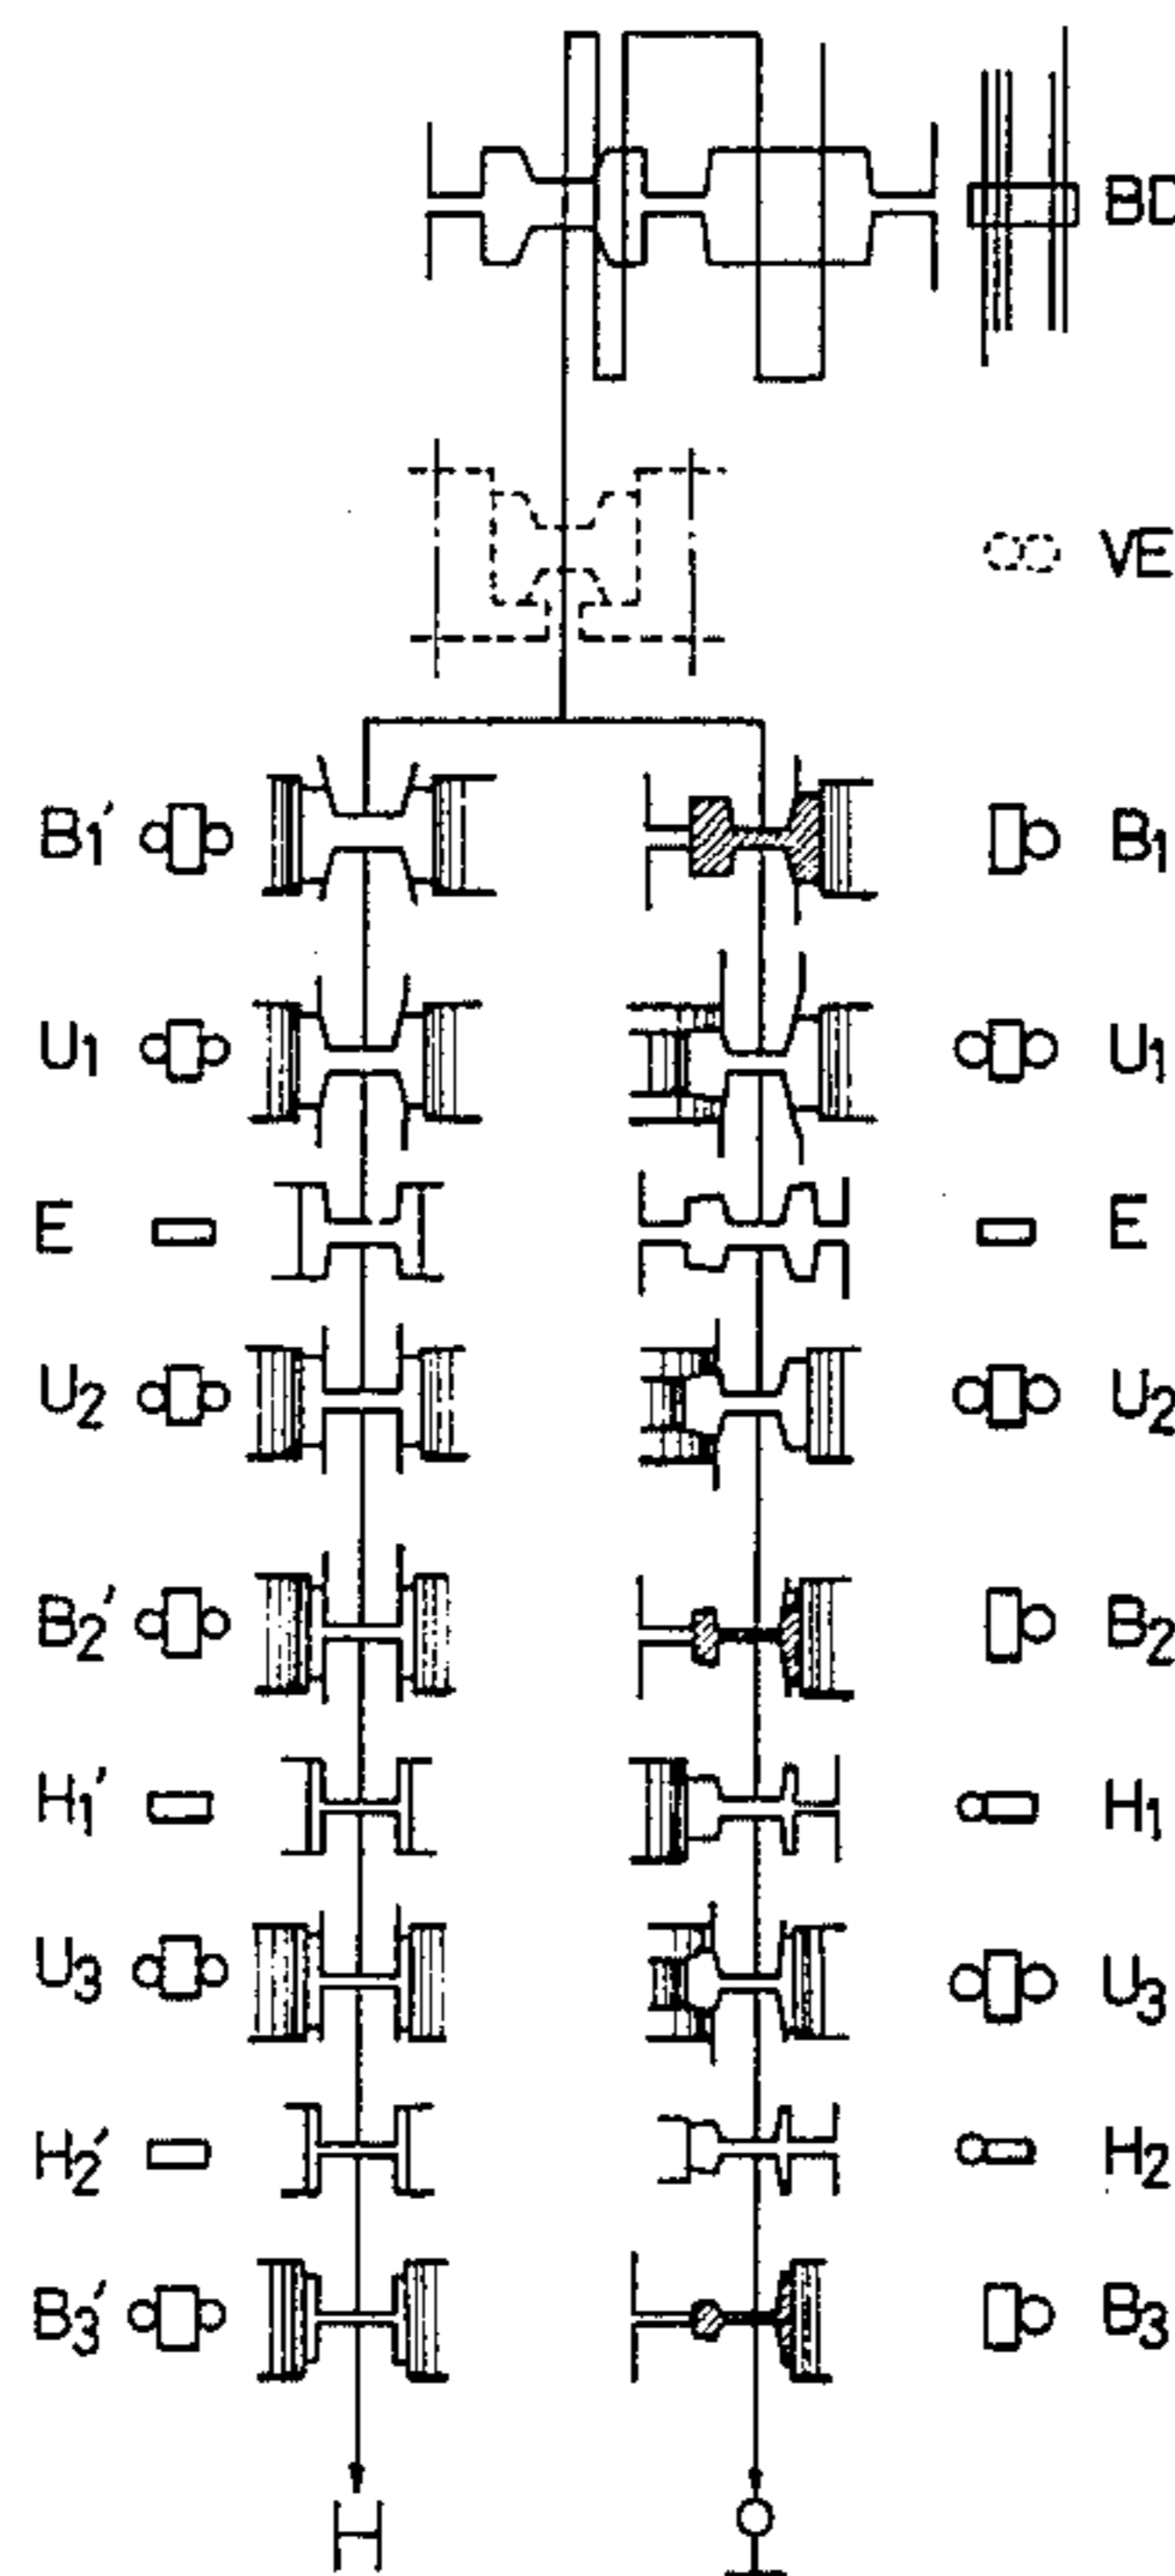 BD
VE
B1′ B1
U1 U1
E E
U2 U2
B2′ B2
H1′ H1
U3 U3
H2′ H2
B3′ B3